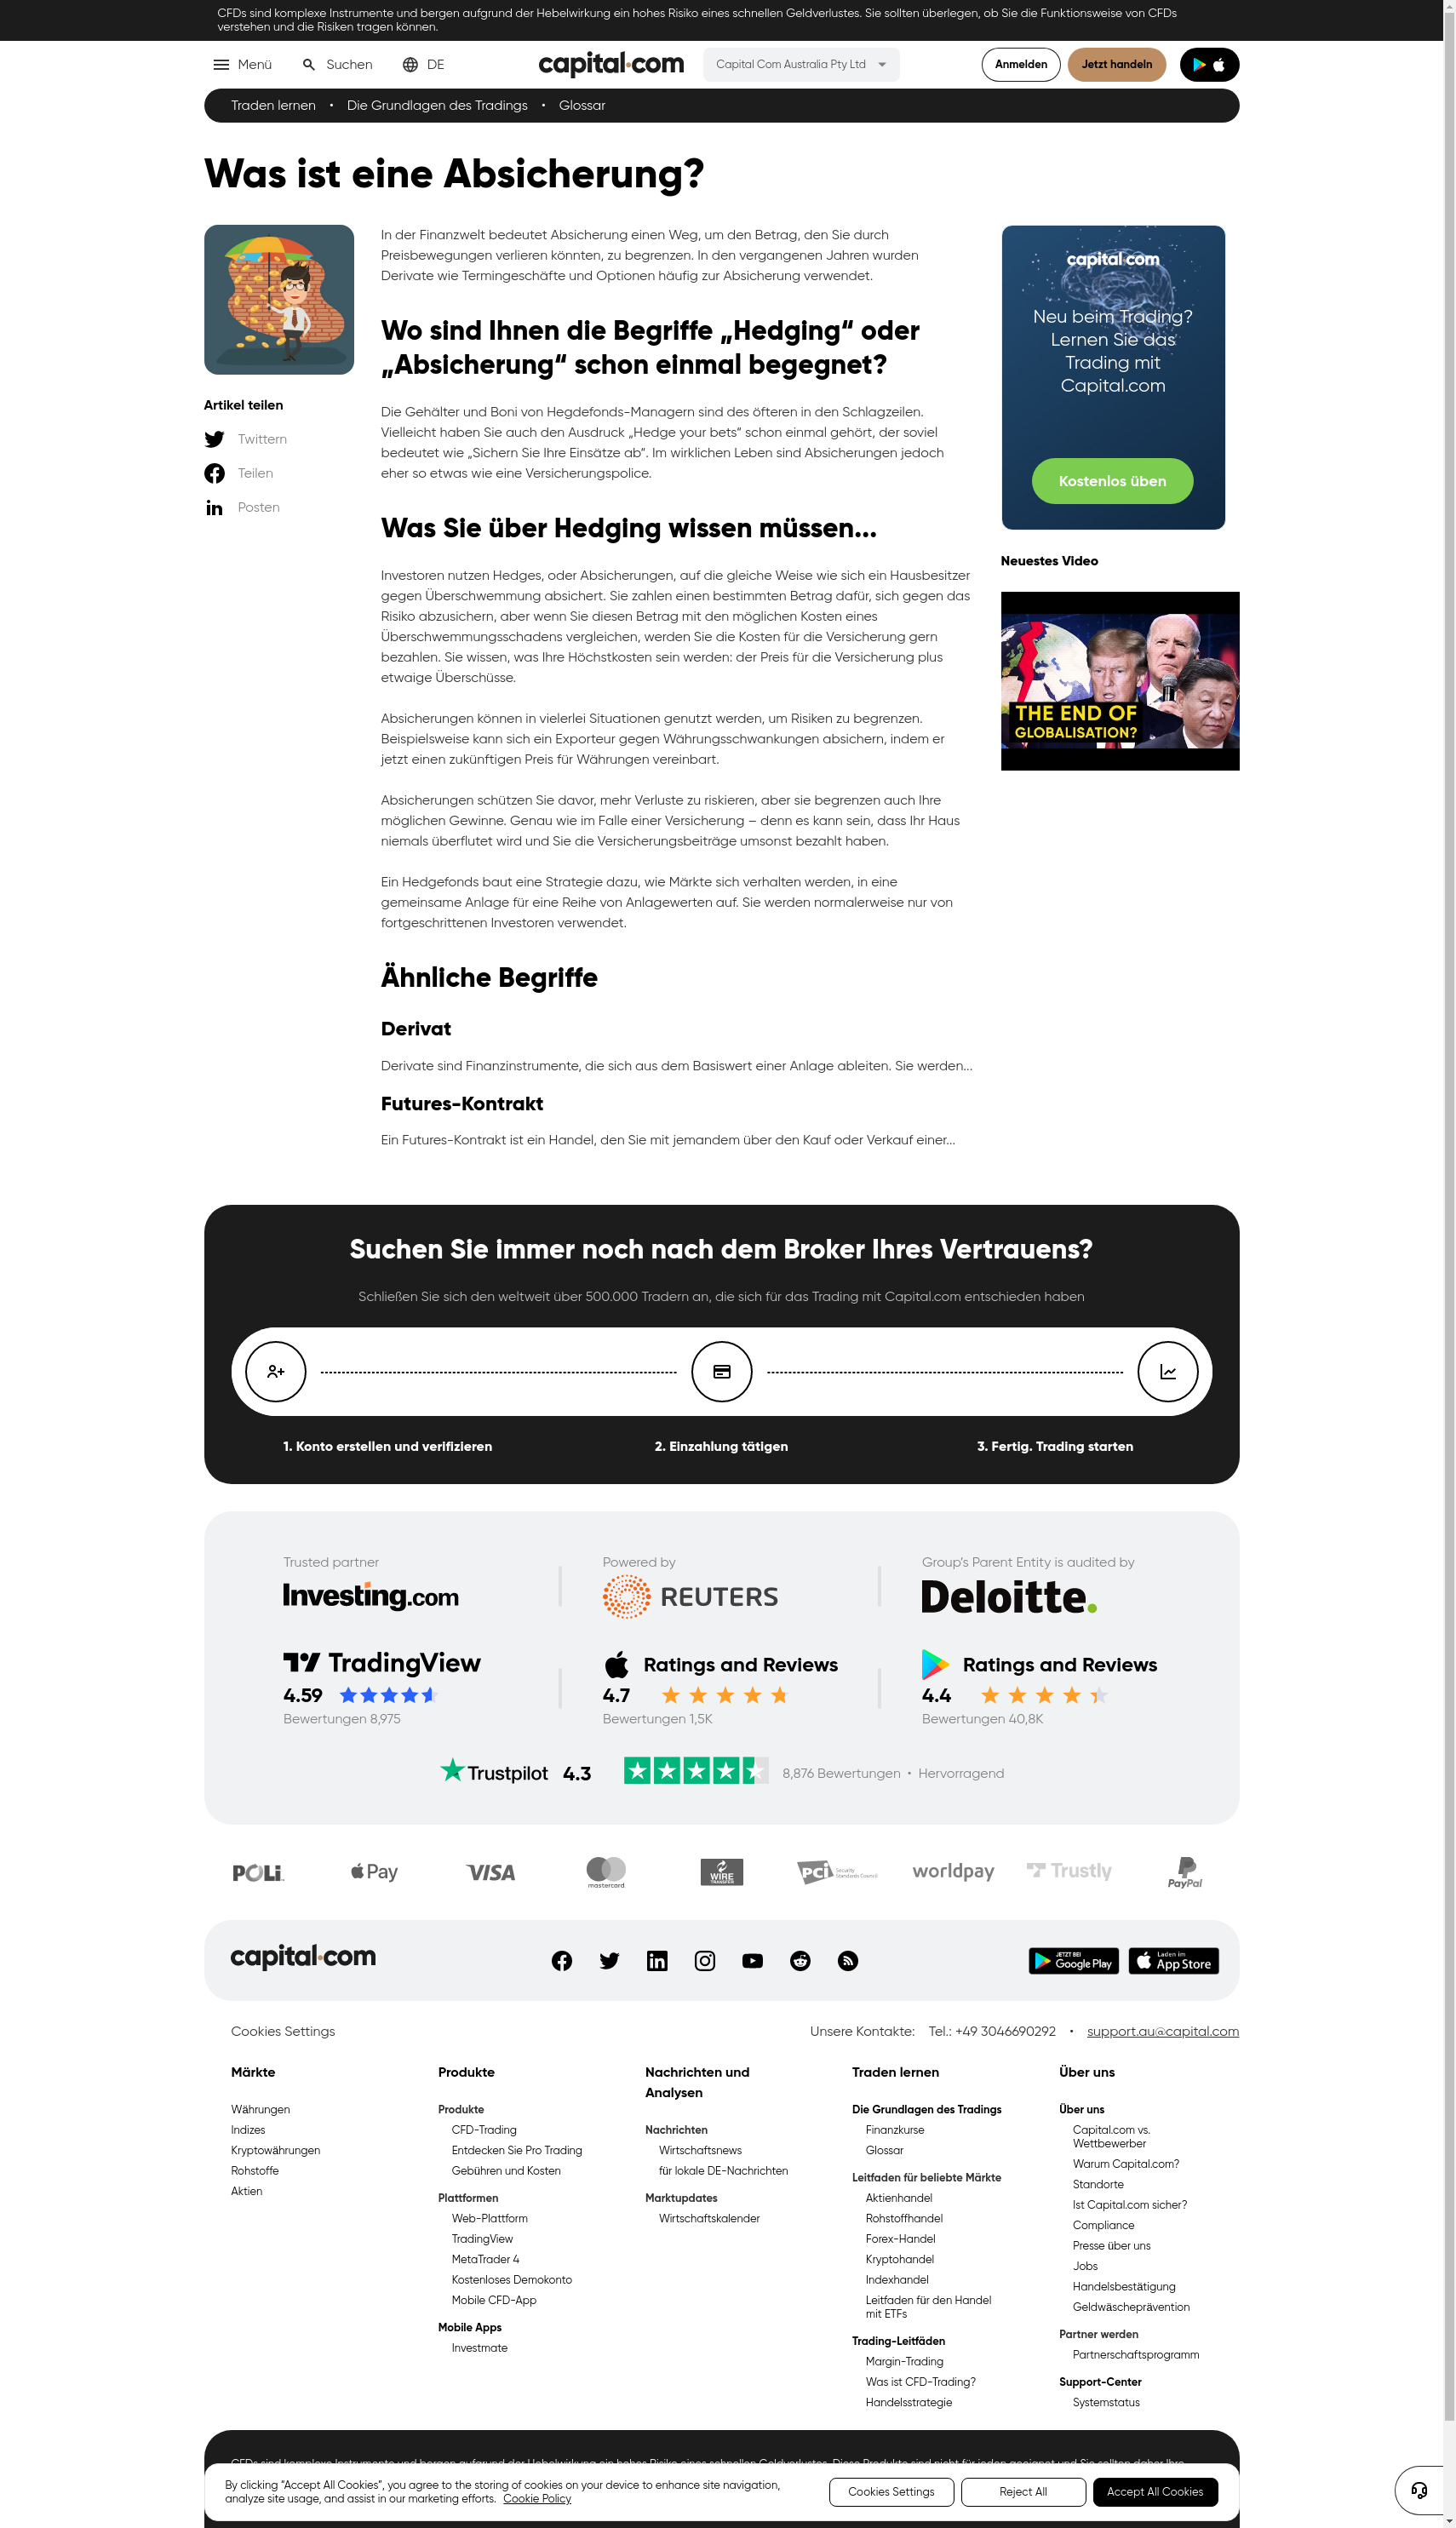 CFDs sind komplexe Instrumente und bergen aufgrund der Hebelwirkung ein hohes Risiko eines schnellen Geldverlustes. Sie sollten überlegen, ob Sie die Funktionsweise von CFDs
verstehen und die Risiken tragen können.
Menü
Suchen
DE
capital.com
Capital Com Australia Pty Ltd
Anmelden
Jetzt handeln
Traden lernen • Die Grundlagen des Tradings • Glossar
Was ist eine Absicherung?
Artikel teilen
Twittern
Teilen
Posten
In der Finanzwelt bedeutet Absicherung einen Weg, um den Betrag, den Sie durch
Preisbewegungen verlieren könnten, zu begrenzen. In den vergangenen Jahren wurden
Derivate wie Termingeschäfte und Optionen häufig zur Absicherung verwendet.
Wo sind Ihnen die Begriffe „Hedging“ oder
„Absicherung“ schon einmal begegnet?
Die Gehälter und Boni von Hegdefonds-Managern sind des öfteren in den Schlagzeilen.
Vielleicht haben Sie auch den Ausdruck „Hedge your bets“ schon einmal gehört, der soviel
bedeutet wie „Sichern Sie Ihre Einsätze ab“. Im wirklichen Leben sind Absicherungen jedoch
eher so etwas wie eine Versicherungspolice.
Was Sie über Hedging wissen müssen...
Investoren nutzen Hedges, oder Absicherungen, auf die gleiche Weise wie sich ein Hausbesitzer
gegen Überschwemmung absichert. Sie zahlen einen bestimmten Betrag dafür, sich gegen das
Risiko abzusichern, aber wenn Sie diesen Betrag mit den möglichen Kosten eines
Überschwemmungsschadens vergleichen, werden Sie die Kosten für die Versicherung gern
bezahlen. Sie wissen, was Ihre Höchstkosten sein werden: der Preis für die Versicherung plus
etwaige Überschüsse.
Absicherungen können in vielerlei Situationen genutzt werden, um Risiken zu begrenzen.
Beispielsweise kann sich ein Exporteur gegen Währungsschwankungen absichern, indem er
jetzt einen zukünftigen Preis für Währungen vereinbart.
Absicherungen schützen Sie davor, mehr Verluste zu riskieren, aber sie begrenzen auch Ihre
möglichen Gewinne. Genau wie im Falle einer Versicherung – denn es kann sein, dass Ihr Haus
niemals überflutet wird und Sie die Versicherungsbeiträge umsonst bezahlt haben.
Ein Hedgefonds baut eine Strategie dazu, wie Märkte sich verhalten werden, in eine
gemeinsame Anlage für eine Reihe von Anlagewerten auf. Sie werden normalerweise nur von
fortgeschrittenen Investoren verwendet.
Ähnliche Begriffe
Derivat
Derivate sind Finanzinstrumente, die sich aus dem Basiswert einer Anlage ableiten. Sie werden...
Futures-Kontrakt
Ein Futures-Kontrakt ist ein Handel, den Sie mit jemandem über den Kauf oder Verkauf einer...
capital.com
Neu beim Trading?
Lernen Sie das
Trading mit
Capital.com
Kostenlos üben
Neuestes Video
THE END OF
GLOBALISATION?
Suchen Sie immer noch nach dem Broker Ihres Vertrauens?
Schließen Sie sich den weltweit über 500.000 Tradern an, die sich für das Trading mit Capital.com entschieden haben
1. Konto erstellen und verifizieren
2. Einzahlung tätigen
3. Fertig. Trading starten
Trusted partner
Investing.com
Powered by
REUTERS
Group's Parent Entity is audited by
Deloitte.
TradingView
4.59
Bewertungen 8,975
Ratings and Reviews
4.7
Bewertungen 1,5K
Ratings and Reviews
4.4
Bewertungen 40,8K
Trustpilot 4.3
8,876 Bewertungen • Hervorragend
POLi
Pay
VISA
mastercard
WIRE
TRANSFER
PCI Security
Standards Council
worldpay
Trustly
PayPal
capital.com
JETZT BEI
Google Play
Laden im
App Store
Cookies Settings
Unsere Kontakte: Tel.: +49 3046690292 • support.au@capital.com
Märkte
Währungen
Indizes
Kryptowährungen
Rohstoffe
Aktien
Produkte
Produkte
CFD-Trading
Entdecken Sie Pro Trading
Gebühren und Kosten
Plattformen
Web-Plattform
TradingView
MetaTrader 4
Kostenloses Demokonto
Mobile CFD-App
Mobile Apps
Investmate
Nachrichten und
Analysen
Nachrichten
Wirtschaftsnews
für lokale DE-Nachrichten
Marktupdates
Wirtschaftskalender
Traden lernen
Die Grundlagen des Tradings
Finanzkurse
Glossar
Leitfaden für beliebte Märkte
Aktienhandel
Rohstoffhandel
Forex-Handel
Kryptohandel
Indexhandel
Leitfaden für den Handel
mit ETFs
Trading-Leitfäden
Margin-Trading
Was ist CFD-Trading?
Handelsstrategie
Über uns
Über uns
Capital.com vs.
Wettbewerber
Warum Capital.com?
Standorte
Ist Capital.com sicher?
Compliance
Presse über uns
Jobs
Handelsbestätigung
Geldwäscheprävention
Partner werden
Partnerschaftsprogramm
Support-Center
Systemstatus
By clicking “Accept All Cookies”, you agree to the storing of cookies on your device to enhance site navigation,
analyze site usage, and assist in our marketing efforts. Cookie Policy
Cookies Settings
Reject All
Accept All Cookies